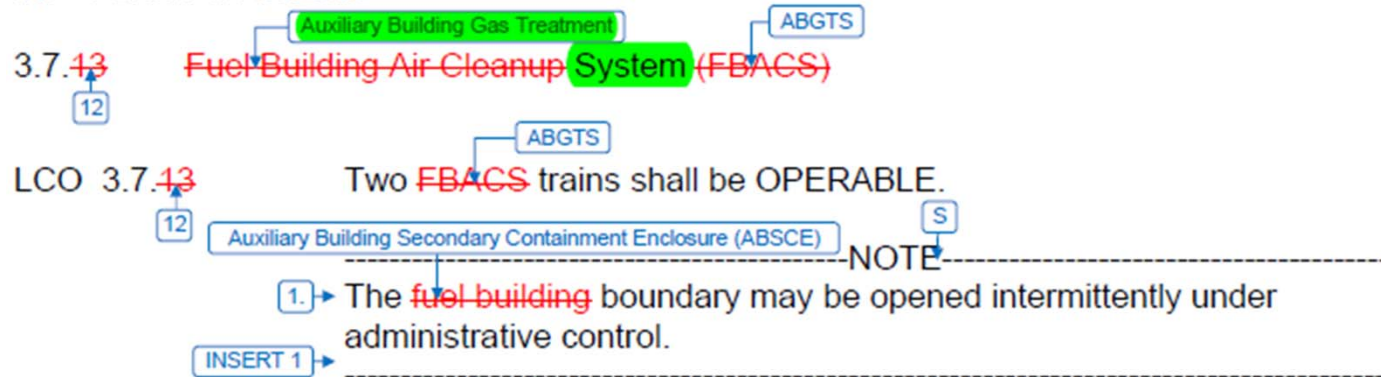 Auxiliary Building Gas Treatment
ABGTS
3.7.13 Fuel Building Air Cleanup System (FBACS)
12
ABGTS
LCO 3.7.13 Two FBACS trains shall be OPERABLE.
12
S
Auxiliary Building Secondary Containment Enclosure (ABSCE)
--------------------------------------------NOTE----------------------------------------
1. The fuel building boundary may be opened intermittently under
administrative control.
INSERT 1